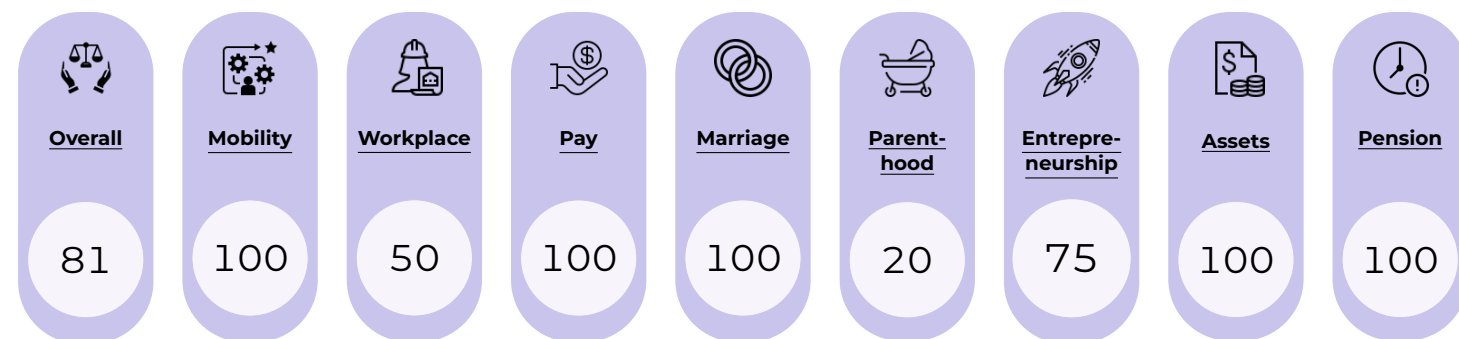 Overall
81
Mobility
100
Workplace
50
$
Pay
100
Marriage
100
Parent-
hood
20
Entrepre-
neurship
75
$
Assets
100
!
Pension
100